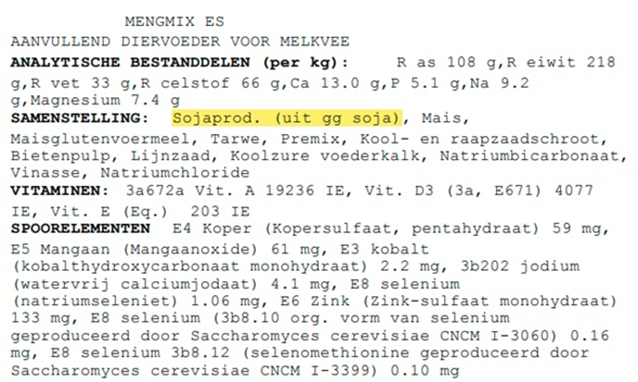 MENGMIX ES
AANVULLEND DIERVOEDER VOOR MELKVEE
ANALYTISCHE BESTANDDELEN (per kg): R as 108 g,R eiwit 218
g,R vet 33 g,R celstof 66 g,Ca 13.0 g,P 5.1 g,Na 9.2
g,Magnesium 7.4 g
SAMENSTELLING: Sojaprod. (uit gg soja), Mais,
Maisglutenvoermeel, Tarwe, Premix, Kool- en raapzaadschroot,
Bietenpulp, Lijnzaad, Koolzure voederkalk, Natriumbicarbonaat,
Vinasse, Natriumchloride
VITAMINEN: 3a672a Vit. A 19236 IE, Vit. D3 (3a, E671) 4077
IE, Vit. E (Eq.) 203 IE
SPOORELEMENTEN E4 Koper (Kopersulfaat, pentahydraat) 59 mg,
E5 Mangaan (Mangaanoxide) 61 mg, E3 kobalt
(kobalthydroxycarbonaat monohydraat) 2.2 mg, 3b202 jodium
(watervrij calciumjodaat) 4.1 mg, E8 selenium
(natriumseleniet) 1.06 mg, E6 Zink (Zink-sulfaat monohydraat)
133 mg, E8 selenium (3b8.10 org. vorm van selenium
geproduceerd door Saccharomyces cerevisiae CNCM I-3060) 0.16
mg, E8 selenium 3b8.12 (selenomethionine geproduceerd door
Saccharomyces cerevisiae CNCM I-3399) 0.10 mg